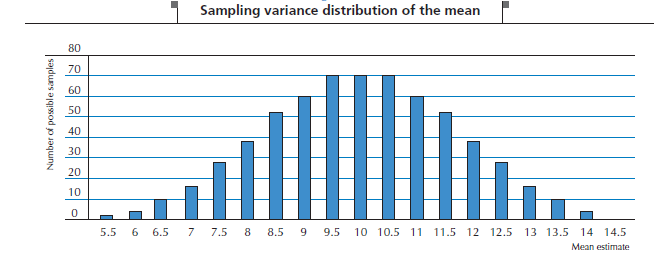 Sampling variance distribution of the mean
Number of possible samples
80
70
60
50
40
30
20
10
0
5.5 6 6.5 7 7.5 8 8.5 9 9.5 10 10.5 11 11.5 12 12.5 13 13.5 14 14.5
Mean estimate